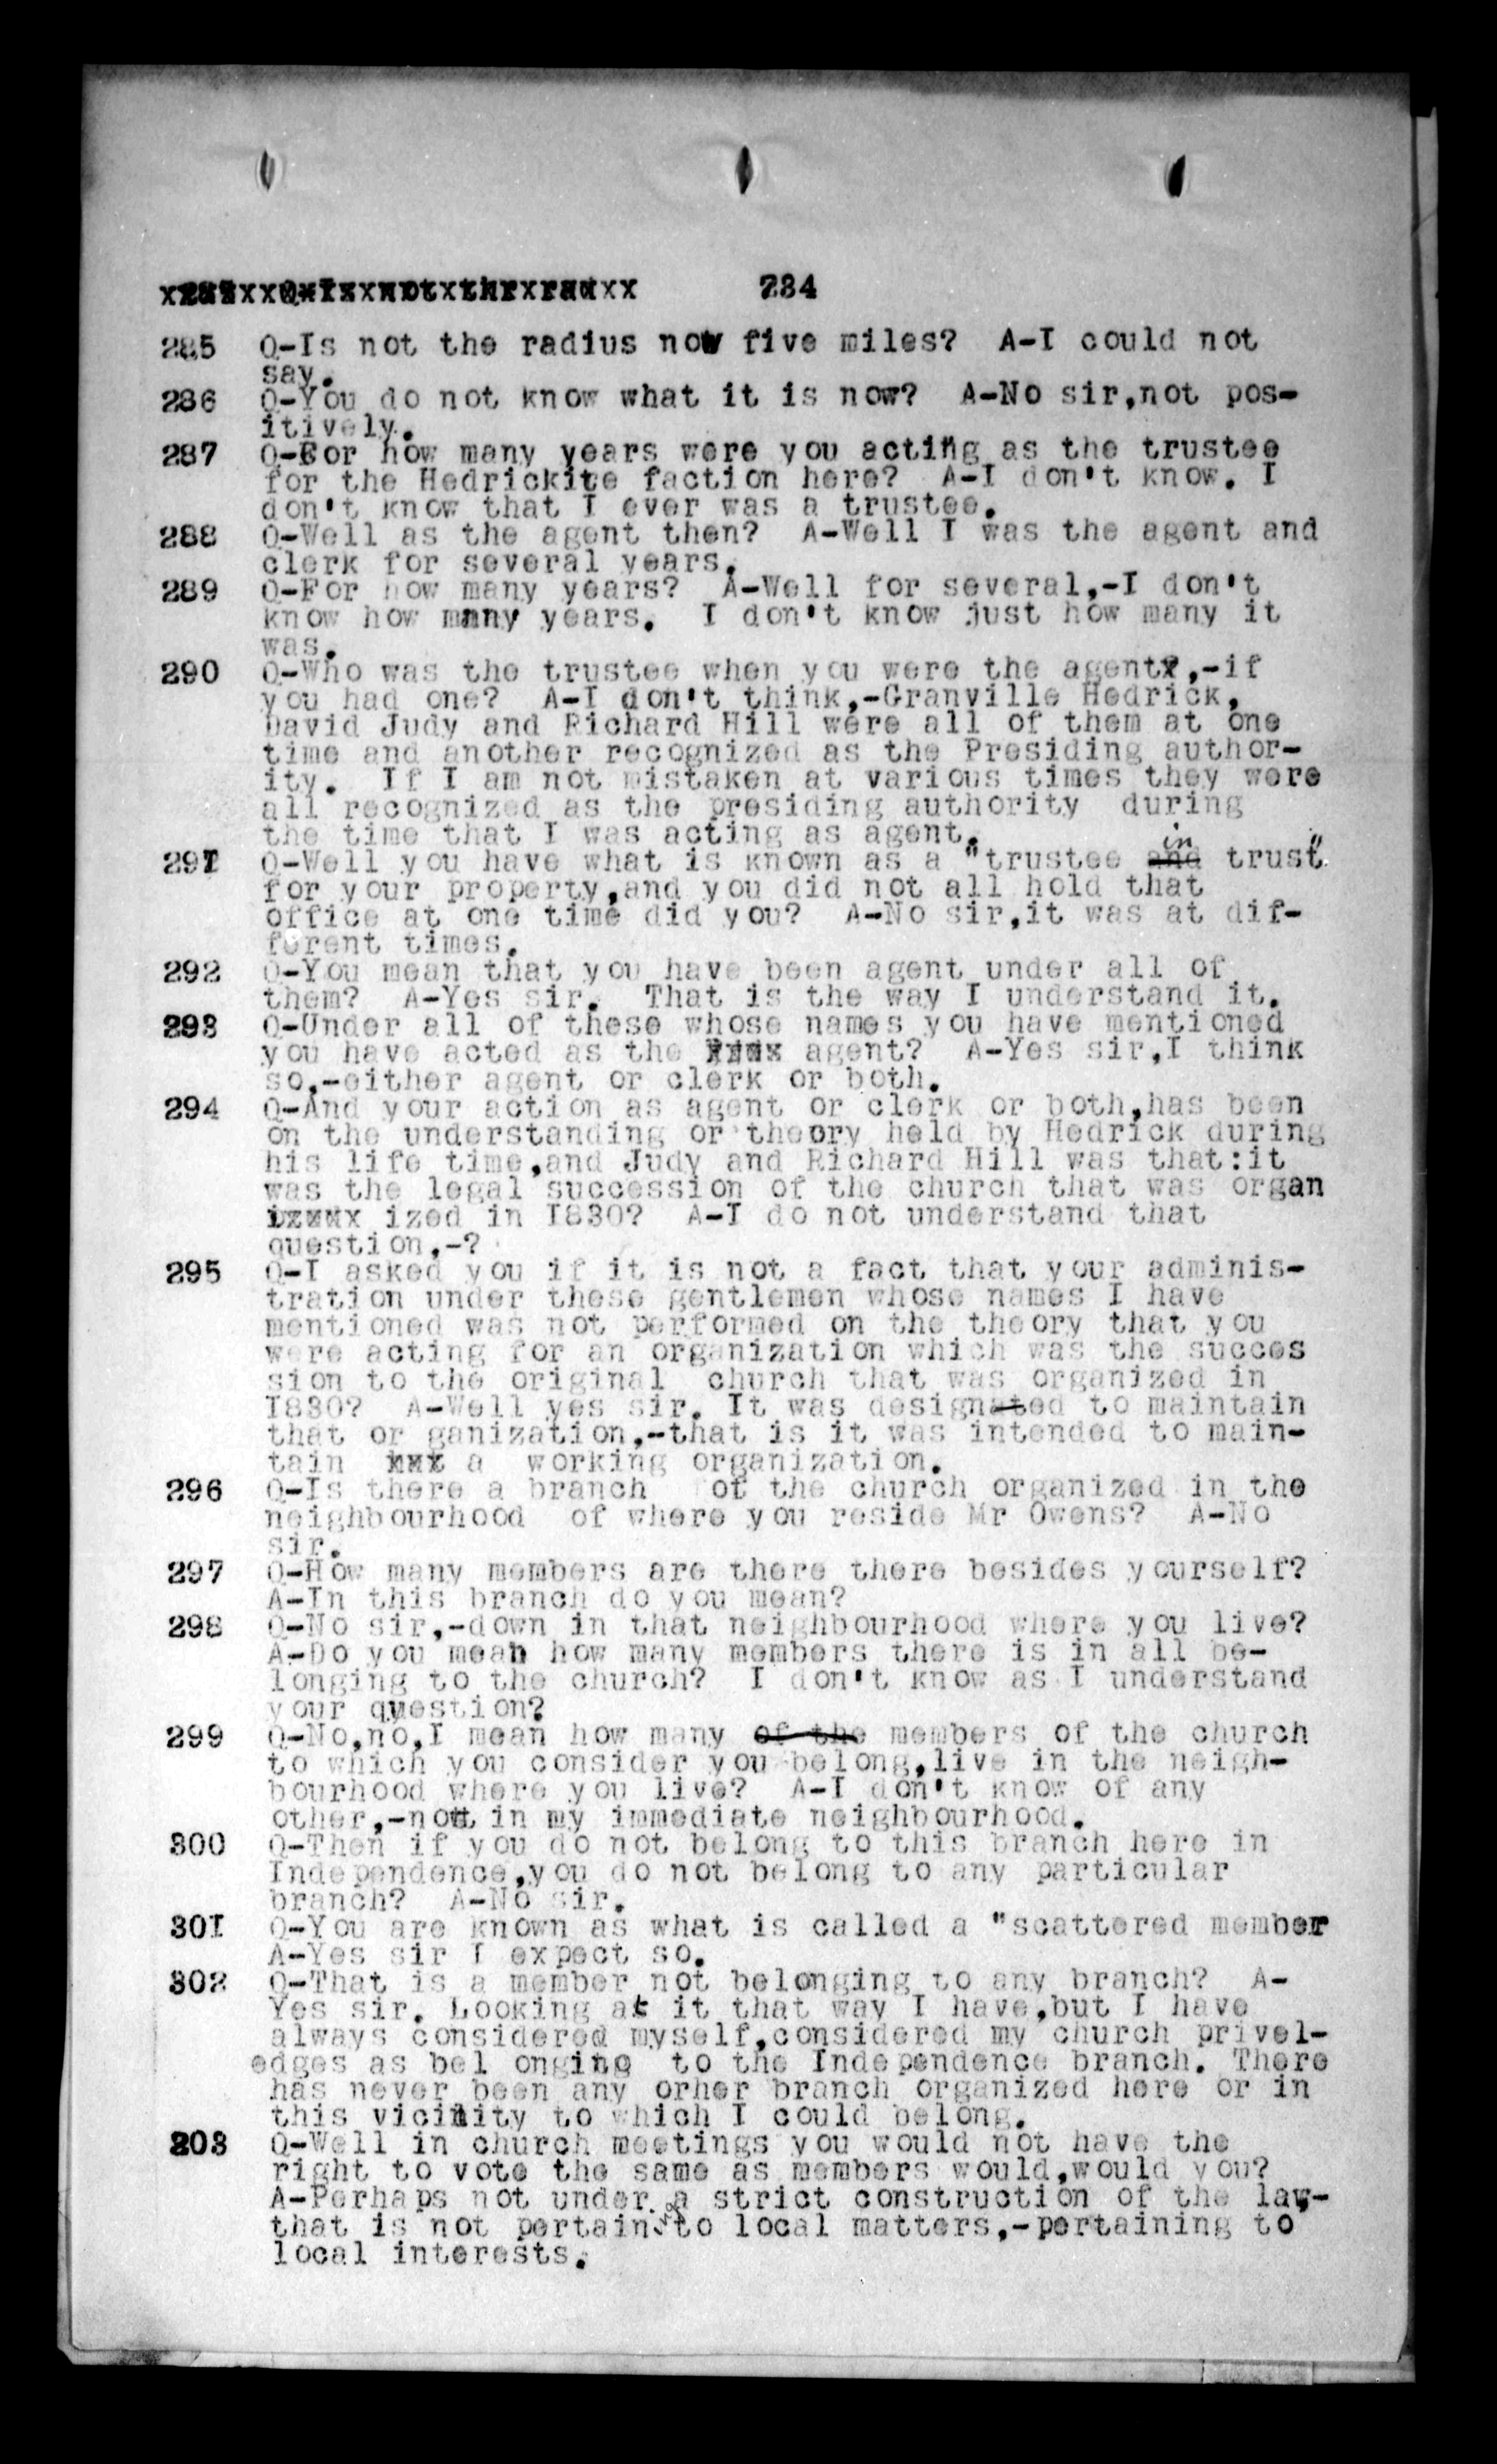 284
285 Q-Is not the radius now five miles? A-I could not
say.
286 Q-You do not know what it is now? A-No sir,not pos-
itively.
287 Q-For how many years were you acting as the trustee
for the Hedrickite faction here? A-I don't know. I
don't know that I ever was a trustee.
288 Q-Well as the agent then? A-Well I was the agent and
clerk for several years.
289 Q-For how many years? A-Well for several,-I don't
know how many years. I don't know just how many it
was.
290 Q-Who was the trustee when you were the agent,-if
you had one? A-I don't think,-Granville Hedrick,
David Judy and Richard Hill were all of them at one
time and another recognized as the Presiding author-
ity. If I am not mistaken at various times they were
all recognized as the presiding authority during
the time that I was acting as agent.
291 Q-Well you have what is known as a "trustee in and trust"
for your property,and you did not all hold that
office at one time did you? A-No sir,it was at dif-
ferent times.
292 Q-You mean that you have been agent under all of
them? A-Yes sir. That is the way I understand it.
293 Q-Under all of these whose names you have mentioned
you have acted as the agent? A-Yes sir,I think
so,-either agent or clerk or both.
294 Q-And your action as agent or clerk or both,has been
on the understanding or theory held by Hedrick during
his life time,and Judy and Richard Hill was that:it
was the legal succession of the church that was organ
ized in I830? A-I do not understand that
question,-?
295 Q-I asked you if it is not a fact that your adminis-
tration under these gentlemen whose names I have
mentioned was not performed on the theory that you
were acting for an organization which was the succes
sion to the original church that was organized in
I830? A-Well yes sir. It was designated to maintain
that or ganization,-that is it was intended to main-
tain a working organization.
296 Q-Is there a branch of the church organized in the
neighbourhood of where you reside Mr Owens? A-No
sir.
297 Q-How many members are there there besides yourself?
A-In this branch do you mean?
298 Q-No sir,-down in that neighbourhood where you live?
A-Do you mean how many members there is in all be-
longing to the church? I don't know as I understand
your question?
299 Q-No,no,I mean how many of the members of the church
to which you consider you belong,live in the neigh-
bourhood where you live? A-I don't know of any
other,-not in my immediate neighbourhood.
300 Q-Then if you do not belong to this branch here in
Independence,you do not belong to any particular
branch? A-No sir.
30I Q-You are known as what is called a "scattered member
A-Yes sir I expect so.
302 Q-That is a member not belonging to any branch? A-
Yes sir. Looking at it that way I have,but I have
always considered myself,considered my church privel-
edges as bel onging to the Independence branch. There
has never been any orher branch organized here or in
this vicinity to which I could belong.
303 Q-Well in church meetings you would not have the
right to vote the same as members would,would you?
A-Perhaps not under a strict construction of the law,-
that is not pertain to local matters,-pertaining to
local interests.